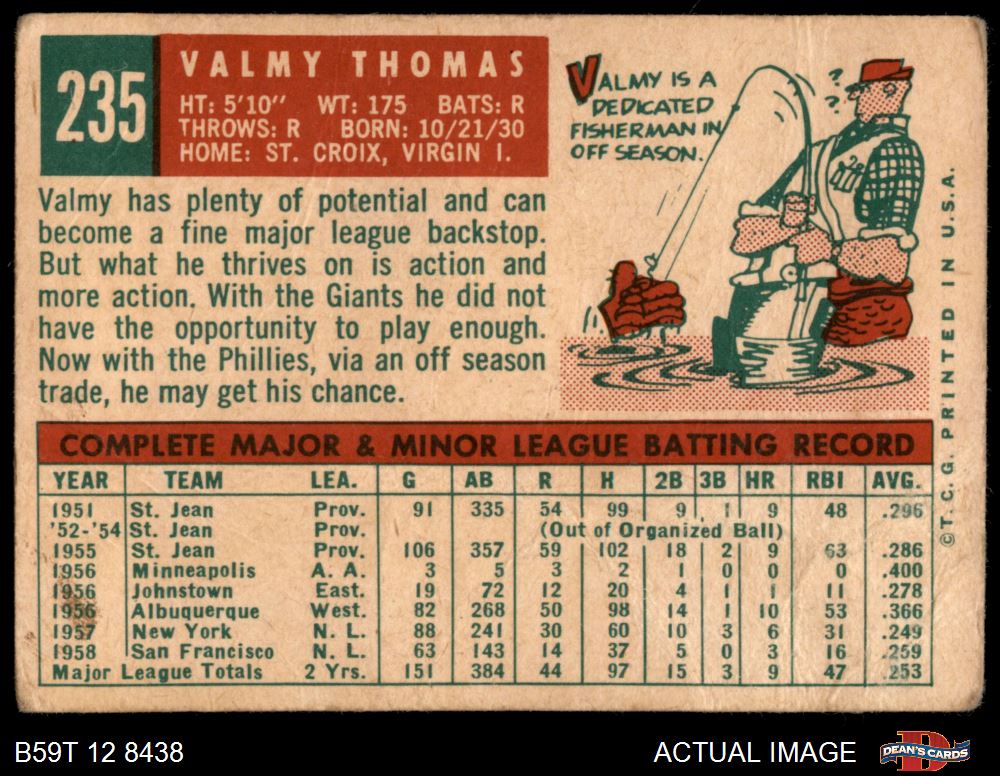 235
VALMY THOMAS
HT: 5'10" WT: 175 BATS: R
THROWS: R BORN: 10/21/30
HOME: ST. CROIX, VIRGIN I.
VALMY IS A
DEDICATED
FISHERMAN IN
OFF SEASON.
? ?
Valmy has plenty of potential and can
become a fine major league backstop.
But what he thrives on is action and
more action. With the Giants he did not
have the opportunity to play enough.
Now with the Phillies, via an off season
trade, he may get his chance.
COMPLETE MAJOR & MINOR LEAGUE BATTING RECORD
YEAR TEAM LEA. G AB R H 2B 3B HR RBI AVG.
1951 St. Jean Prov. 91 335 54 99 9 1 9 48 .296
'52-'54 St. Jean Prov. (Out of Organized Ball)
1955 St. Jean Prov. 106 357 59 102 18 2 9 63 .286
1956 Minneapolis A. A. 3 5 3 2 1 0 0 0 .400
1956 Johnstown East. 19 72 12 20 4 1 1 11 .278
1956 Albuquerque West. 82 268 50 98 14 1 10 53 .366
1957 New York N. L. 88 241 30 60 10 3 6 31 .249
1958 San Francisco N. L. 63 143 14 37 5 0 3 16 .259
Major League Totals 2 Yrs. 151 384 44 97 15 3 9 47 .253
©T.C.G. PRINTED IN U.S.A.
B59T 12 8438
ACTUAL IMAGE
D
DEAN'S CARDS